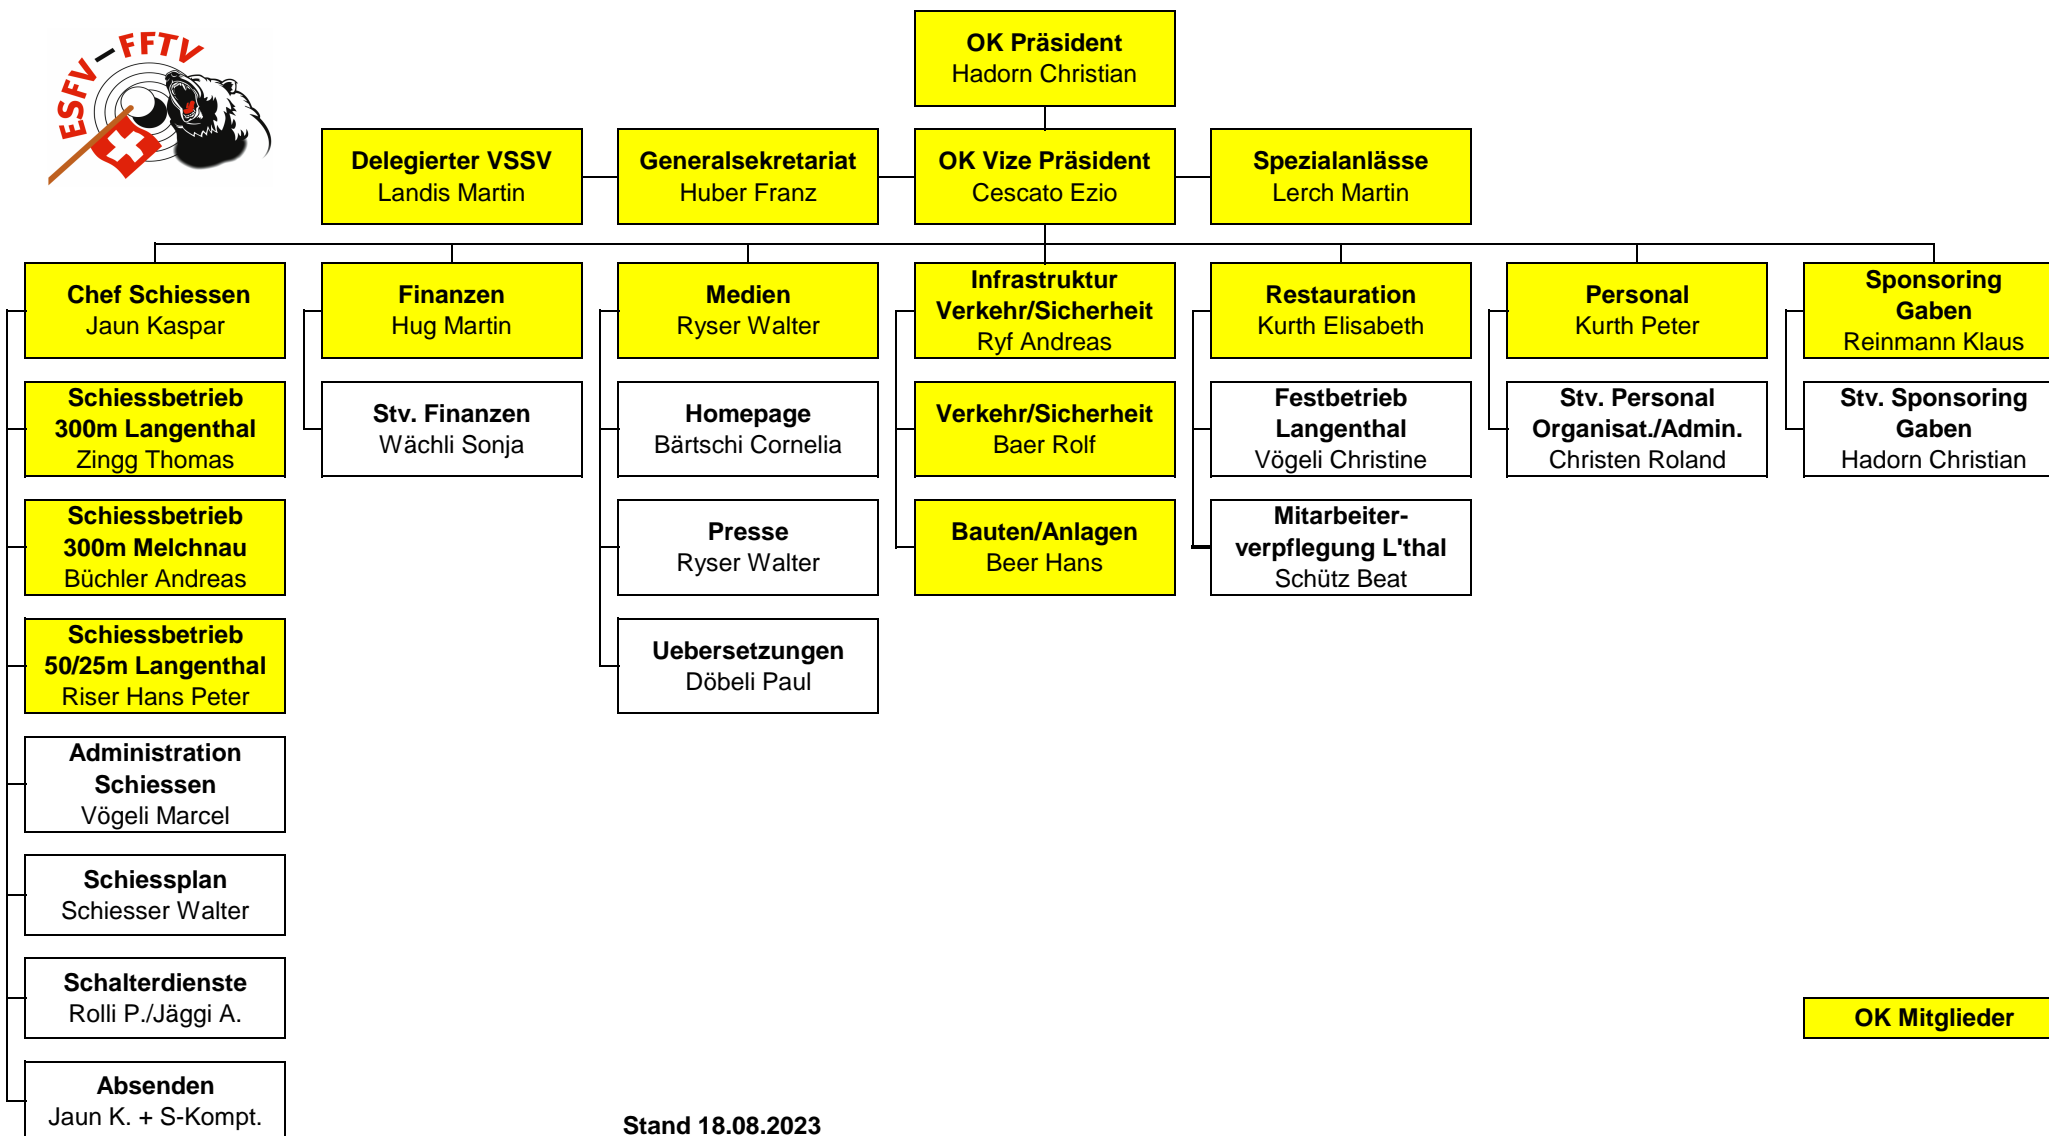 ESFV-FFTV
OK Präsident
Hadorn Christian
Delegierter VSSV
Landis Martin
Generalsekretariat
Huber Franz
OK Vize Präsident
Cescato Ezio
Spezialanlässe
Lerch Martin
Chef Schiessen
Jaun Kaspar
Finanzen
Hug Martin
Medien
Ryser Walter
Infrastruktur
Verkehr/Sicherheit
Ryf Andreas
Restauration
Kurth Elisabeth
Personal
Kurth Peter
Sponsoring
Gaben
Reinmann Klaus
Schiessbetrieb
300m Langenthal
Zingg Thomas
Stv. Finanzen
Wächli Sonja
Homepage
Bärtschi Cornelia
Verkehr/Sicherheit
Baer Rolf
Festbetrieb
Langenthal
Vögeli Christine
Stv. Personal
Organisat./Admin.
Christen Roland
Stv. Sponsoring
Gaben
Hadorn Christian
Schiessbetrieb
300m Melchnau
Büchler Andreas
Presse
Ryser Walter
Bauten/Anlagen
Beer Hans
Mitarbeiter-
verpflegung L'thal
Schütz Beat
Schiessbetrieb
50/25m Langenthal
Riser Hans Peter
Uebersetzungen
Döbeli Paul
Administration
Schiessen
Vögeli Marcel
Schiessplan
Schiesser Walter
Schalterdienste
Rolli P./Jäggi A.
OK Mitglieder
Absenden
Jaun K. + S-Kompt.
Stand 18.08.2023